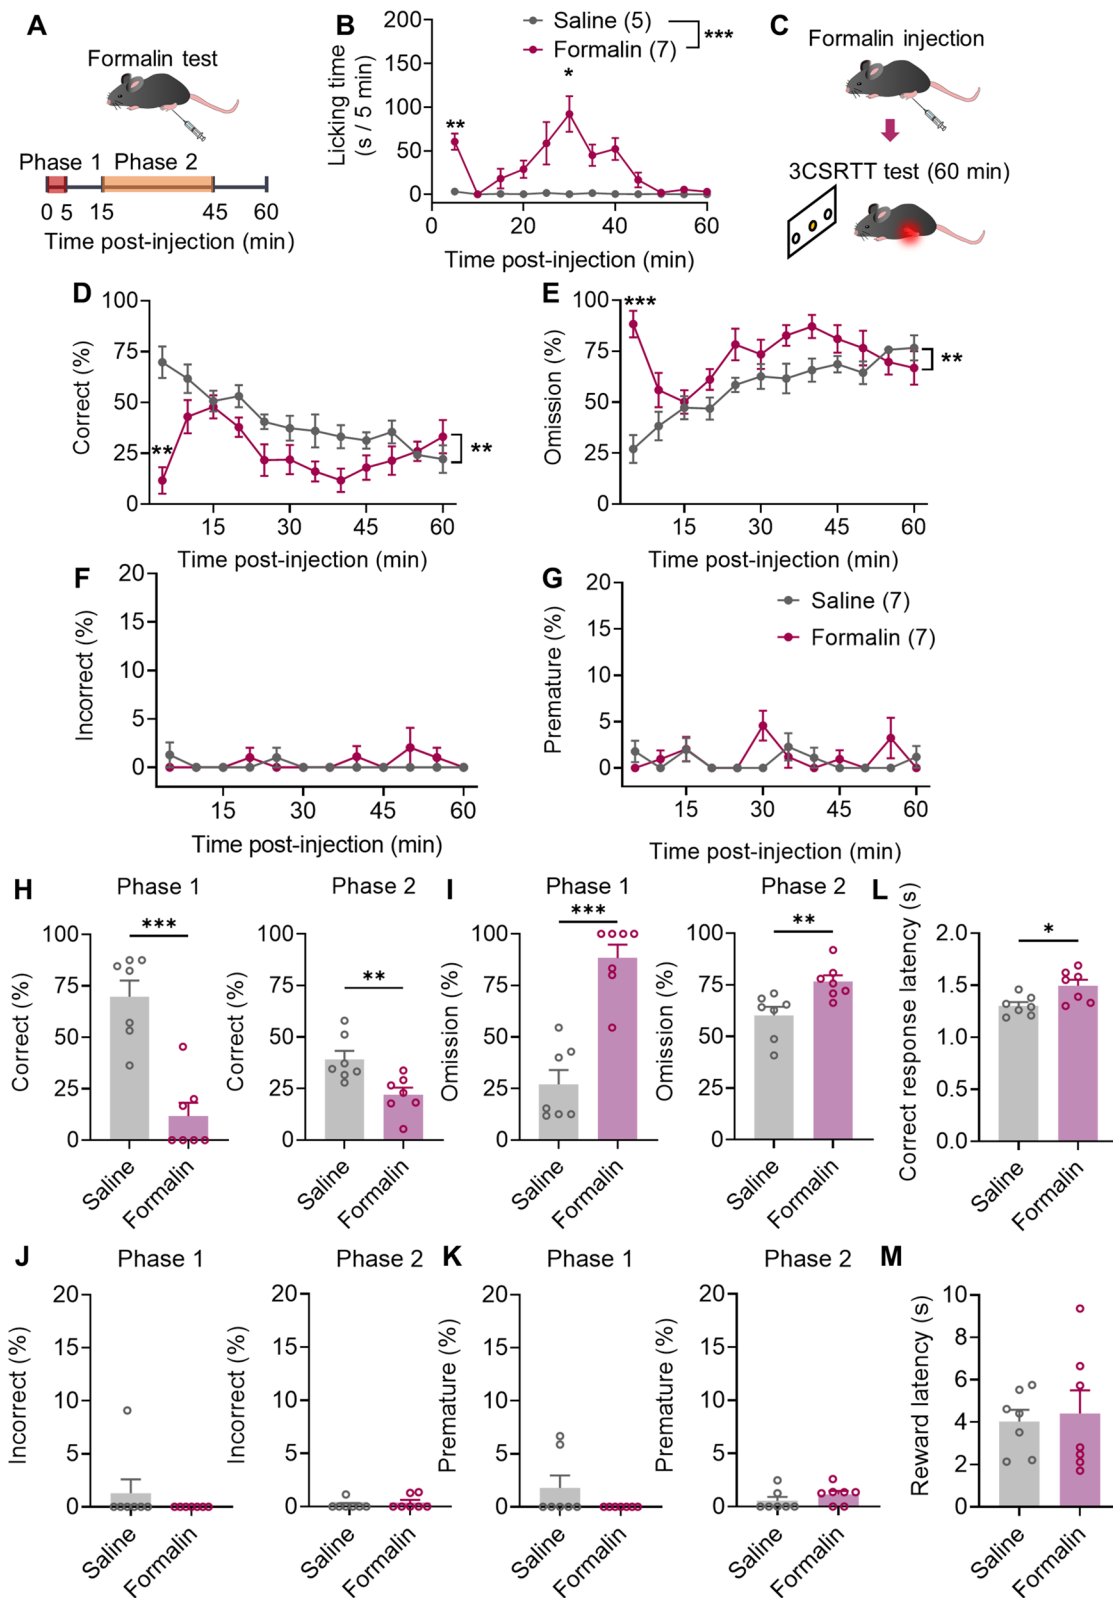 A
Formalin test
Phase 1 Phase 2
0 5 15 45 60
Time post-injection (min)
B
Saline (5)
Formalin (7)
***
Licking time
(s / 5 min)
200
150
100
50
0
**
*
0 20 40 60
Time post-injection (min)
C
Formalin injection
3CSRTT test (60 min)
D
Correct (%)
100
75
50
25
0
**
**
15 30 45 60
Time post-injection (min)
E
Omission (%)
100
75
50
25
0
***
**
15 30 45 60
Time post-injection (min)
F
Incorrect (%)
20
15
10
5
0
15 30 45 60
Time post-injection (min)
G
Premature (%)
20
15
10
5
0
Saline (7)
Formalin (7)
15 30 45 60
Time post-injection (min)
H
Phase 1
Correct (%)
100
75
50
25
0
***
Saline
Formalin
Phase 2
Correct (%)
100
75
50
25
0
**
Saline
Formalin
I
Phase 1
Omission (%)
100
75
50
25
0
***
Saline
Formalin
Phase 2
Omission (%)
100
75
50
25
0
**
Saline
Formalin
L
Correct response latency (s)
2.0
1.5
1.0
0.5
0.0
*
Saline
Formalin
J
Phase 1
Incorrect (%)
20
15
10
5
0
Saline
Formalin
Phase 2
Incorrect (%)
20
15
10
5
0
Saline
Formalin
K
Phase 1
Premature (%)
20
15
10
5
0
Saline
Formalin
Phase 2
Premature (%)
20
15
10
5
0
Saline
Formalin
M
Reward latency (s)
10
8
6
4
2
0
Saline
Formalin